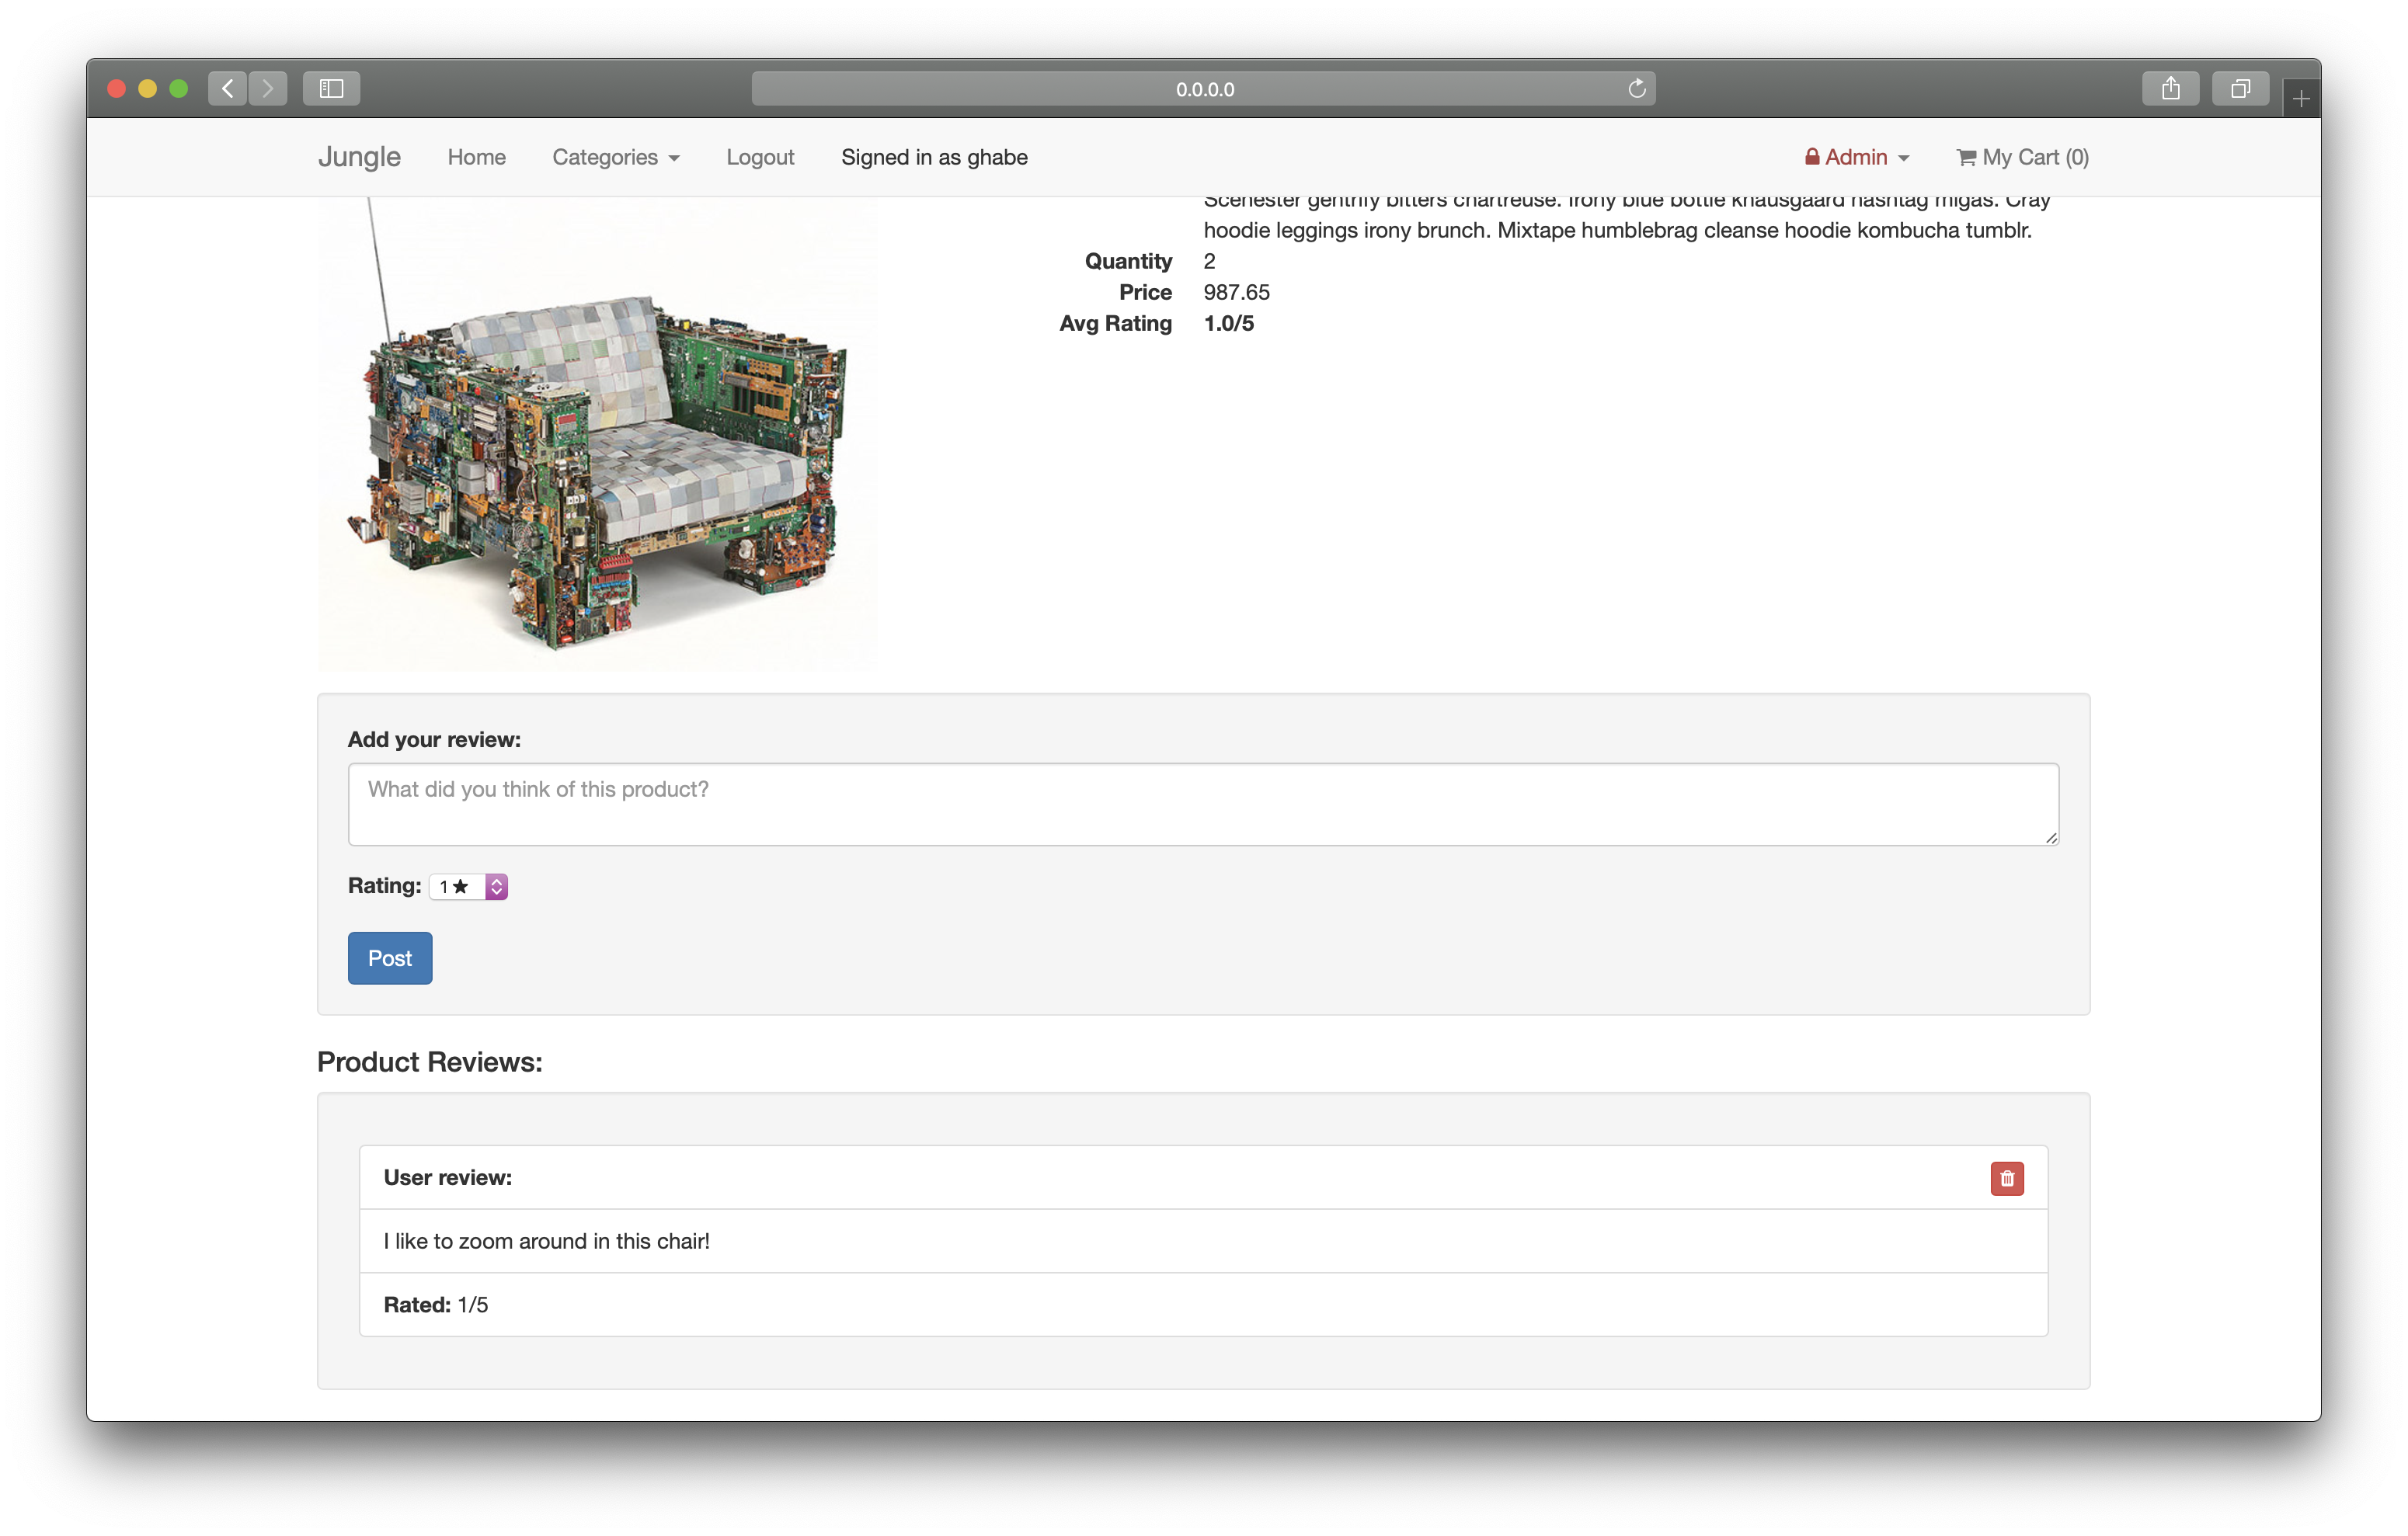 0.0.0.0
Jungle Home Categories Logout Signed in as ghabe Admin My Cart (0)
Scenester gentrify bitters chartreuse. Irony blue bottle knausgaard hashtag migas. Cray
hoodie leggings irony brunch. Mixtape humblebrag cleanse hoodie kombucha tumblr.
Quantity 2
Price 987.65
Avg Rating 1.0/5
Add your review:
What did you think of this product?
Rating: 1★
Post
Product Reviews:
User review:
I like to zoom around in this chair!
Rated: 1/5